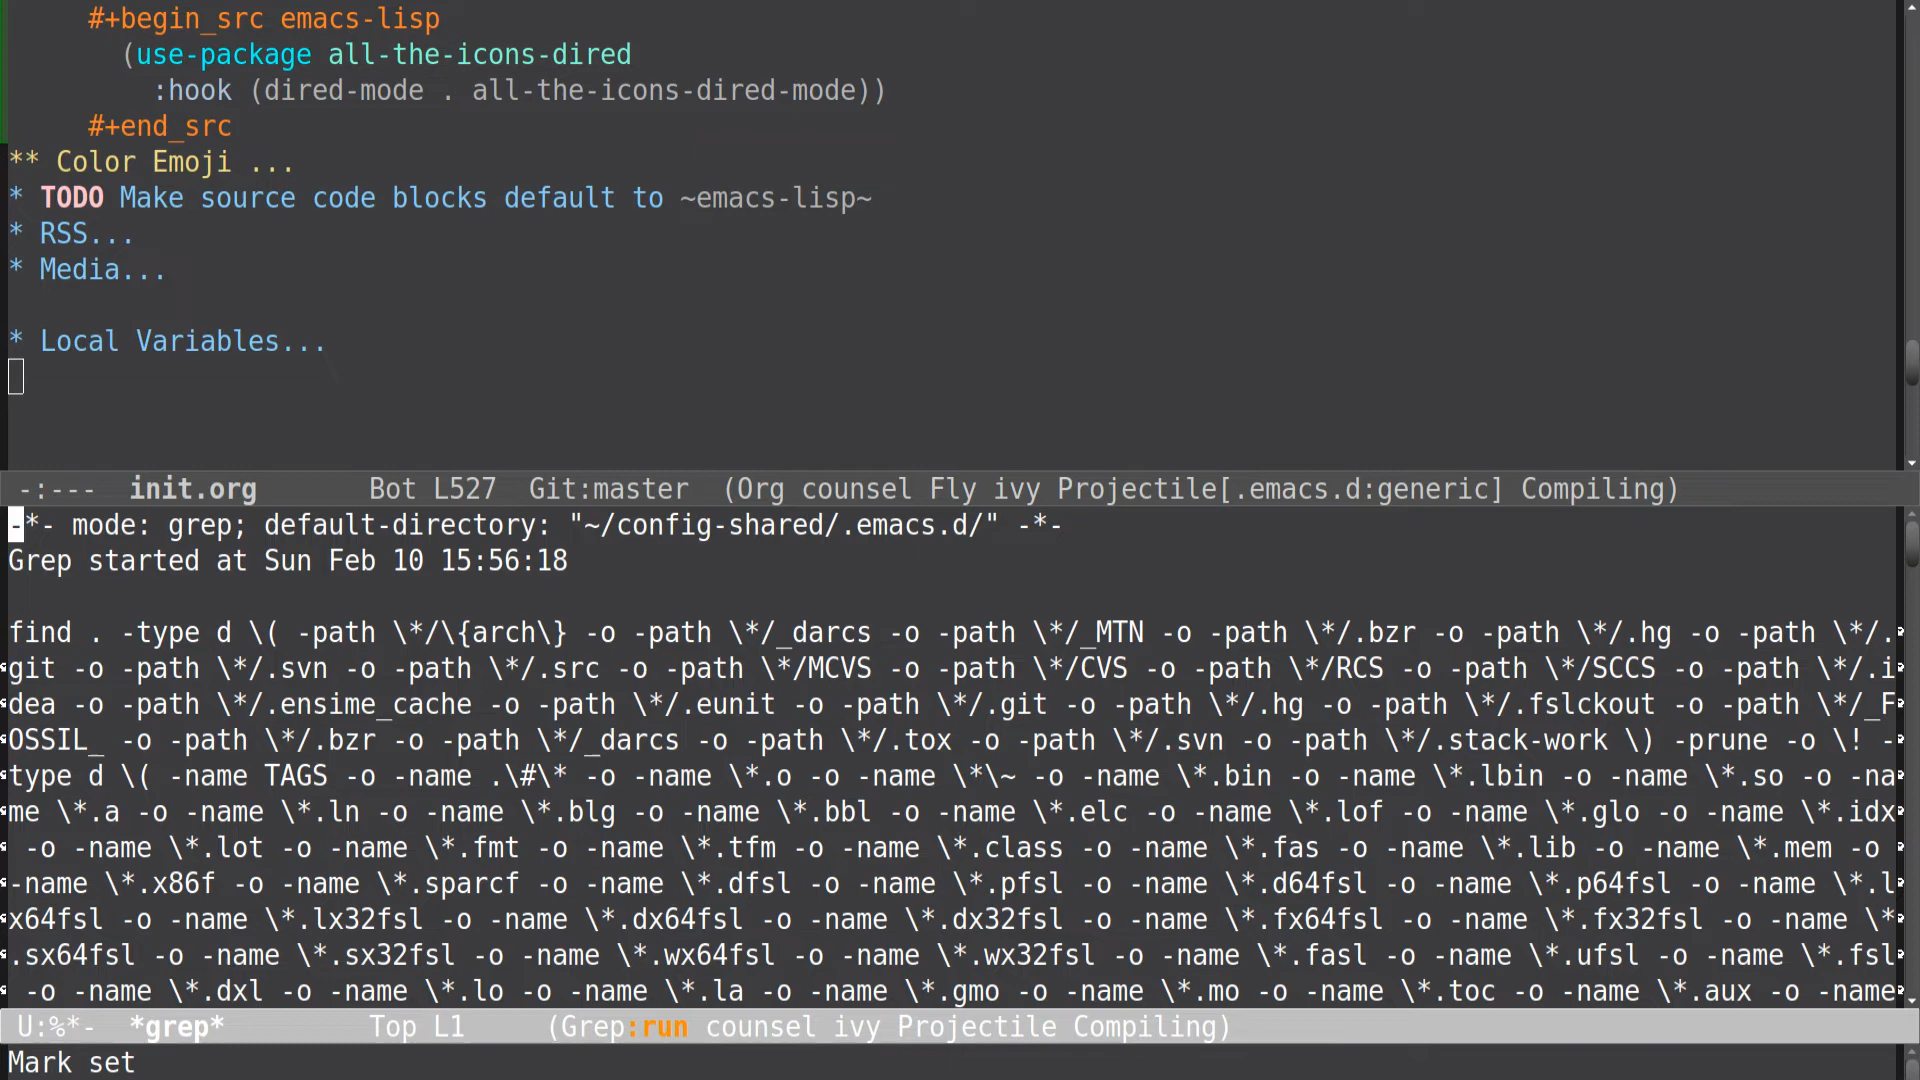 #+begin_src emacs-lisp
(use-package all-the-icons-dired
:hook (dired-mode . all-the-icons-dired-mode))
#+end_src
** Color Emoji ...
* TODO Make source code blocks default to ~emacs-lisp~
* RSS...
* Media...
* Local Variables...
-:--- init.org Bot L527 Git:master (Org counsel Fly ivy Projectile[.emacs.d:generic] Compiling)
-*- mode: grep; default-directory: "~/config-shared/.emacs.d/" -*-
Grep started at Sun Feb 10 15:56:18
find . -type d \( -path \*/\{arch\} -o -path \*/_darcs -o -path \*/_MTN -o -path \*/.bzr -o -path \*/.hg -o -path \*/.
git -o -path \*/.svn -o -path \*/.src -o -path \*/MCVS -o -path \*/CVS -o -path \*/RCS -o -path \*/SCCS -o -path \*/.i
dea -o -path \*/.ensime_cache -o -path \*/.eunit -o -path \*/.git -o -path \*/.hg -o -path \*/.fslckout -o -path \*/_F
OSSIL_ -o -path \*/.bzr -o -path \*/_darcs -o -path \*/.tox -o -path \*/.svn -o -path \*/.stack-work \) -prune -o \! -
type d \( -name TAGS -o -name .\#\* -o -name \*.o -o -name \*\~ -o -name \*.bin -o -name \*.lbin -o -name \*.so -o -na
me \*.a -o -name \*.ln -o -name \*.blg -o -name \*.bbl -o -name \*.elc -o -name \*.lof -o -name \*.glo -o -name \*.idx
-o -name \*.lot -o -name \*.fmt -o -name \*.tfm -o -name \*.class -o -name \*.fas -o -name \*.lib -o -name \*.mem -o
-name \*.x86f -o -name \*.sparcf -o -name \*.dfsl -o -name \*.pfsl -o -name \*.d64fsl -o -name \*.p64fsl -o -name \*.l
x64fsl -o -name \*.lx32fsl -o -name \*.dx64fsl -o -name \*.dx32fsl -o -name \*.fx64fsl -o -name \*.fx32fsl -o -name \*
.sx64fsl -o -name \*.sx32fsl -o -name \*.wx64fsl -o -name \*.wx32fsl -o -name \*.fasl -o -name \*.ufsl -o -name \*.fsl
-o -name \*.dxl -o -name \*.lo -o -name \*.la -o -name \*.gmo -o -name \*.mo -o -name \*.toc -o -name \*.aux -o -name
U:%*- *grep* Top L1 (Grep:run counsel ivy Projectile Compiling)
Mark set